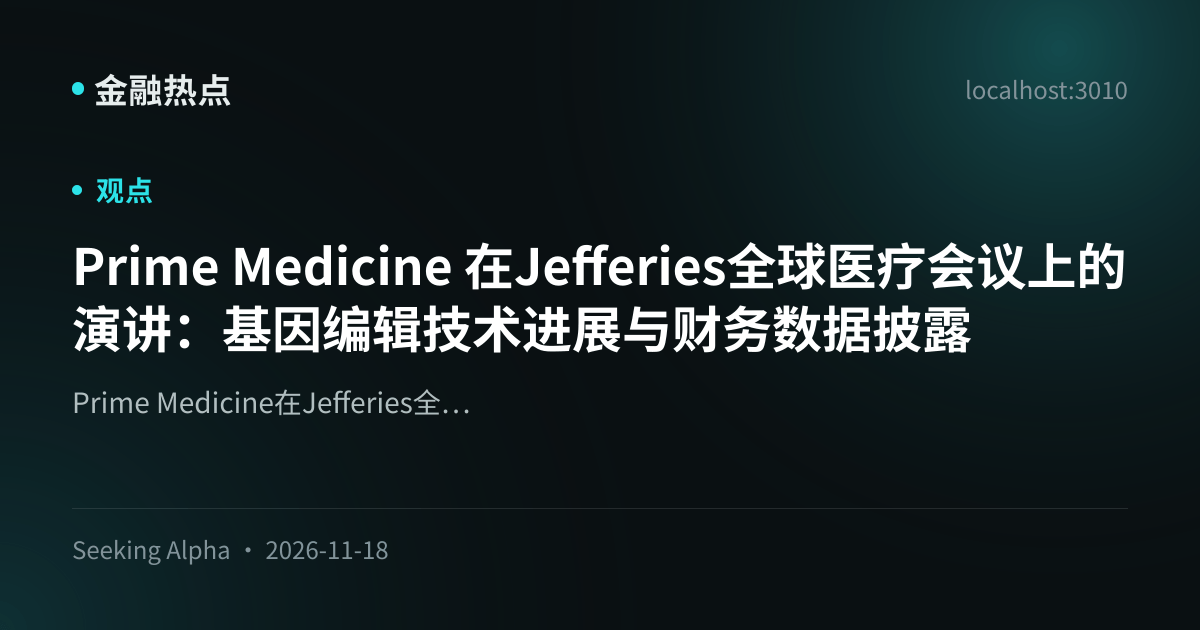 金融热点
localhost:3010
观点
Prime Medicine 在Jefferies全球医疗会议上的
演讲：基因编辑技术进展与财务数据披露
Prime Medicine在Jefferies全…
Seeking Alpha · 2026-11-18